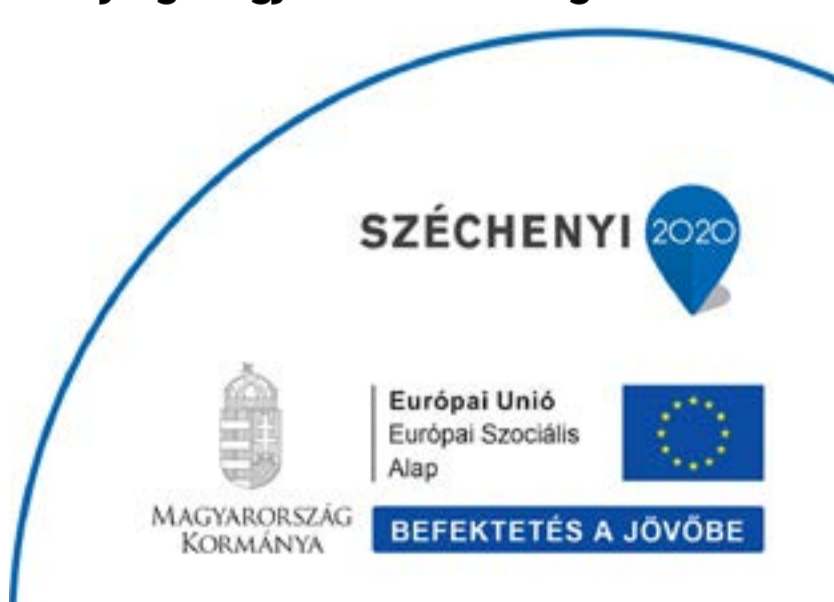 SZÉCHENYI 2020
Európai Unió
Európai Szociális
Alap
MAGYARORSZÁG
KORMÁNYA
BEFEKTETÉS A JÖVŐBE